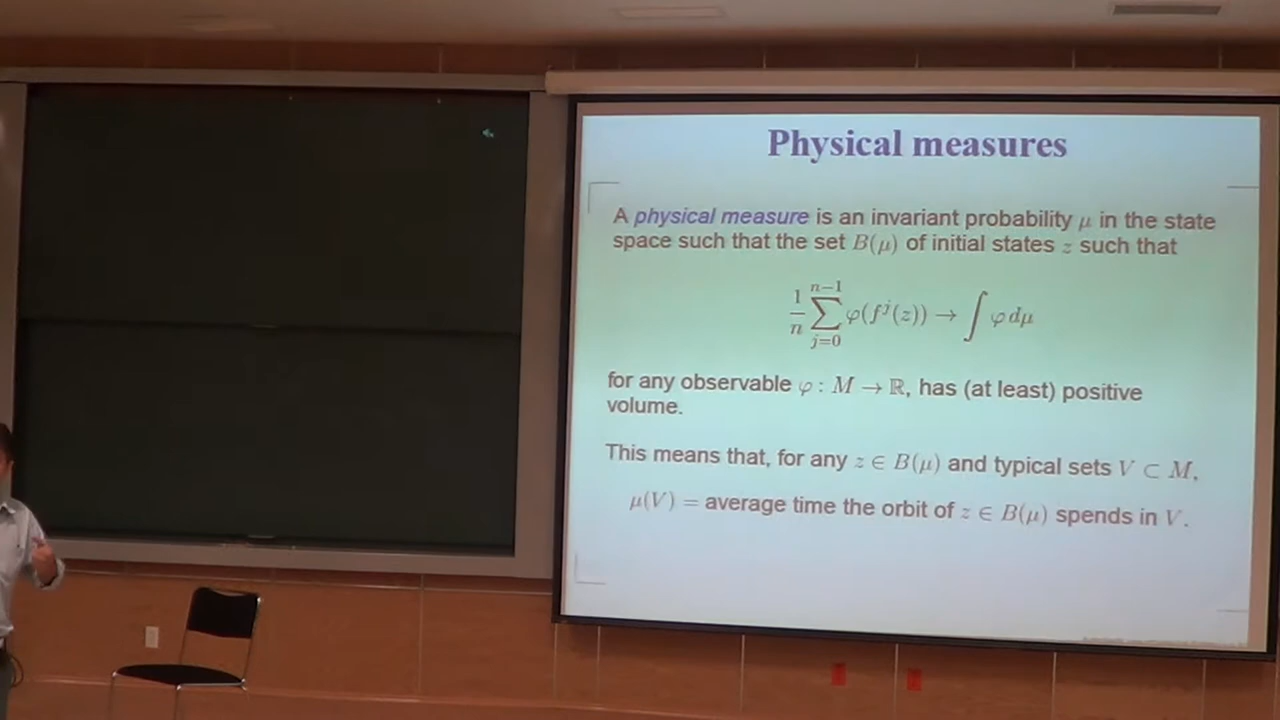 Physical measures
A physical measure is an invariant probability μ in the state
space such that the set B(μ) of initial states z such that
\frac{1}{n} \sum_{j=0}^{n-1} φ(f^j(z)) → ∫ φ dμ
for any observable φ : M → ℝ, has (at least) positive
volume.
This means that, for any z ∈ B(μ) and typical sets V ⊂ M,
μ(V) = average time the orbit of z ∈ B(μ) spends in V.